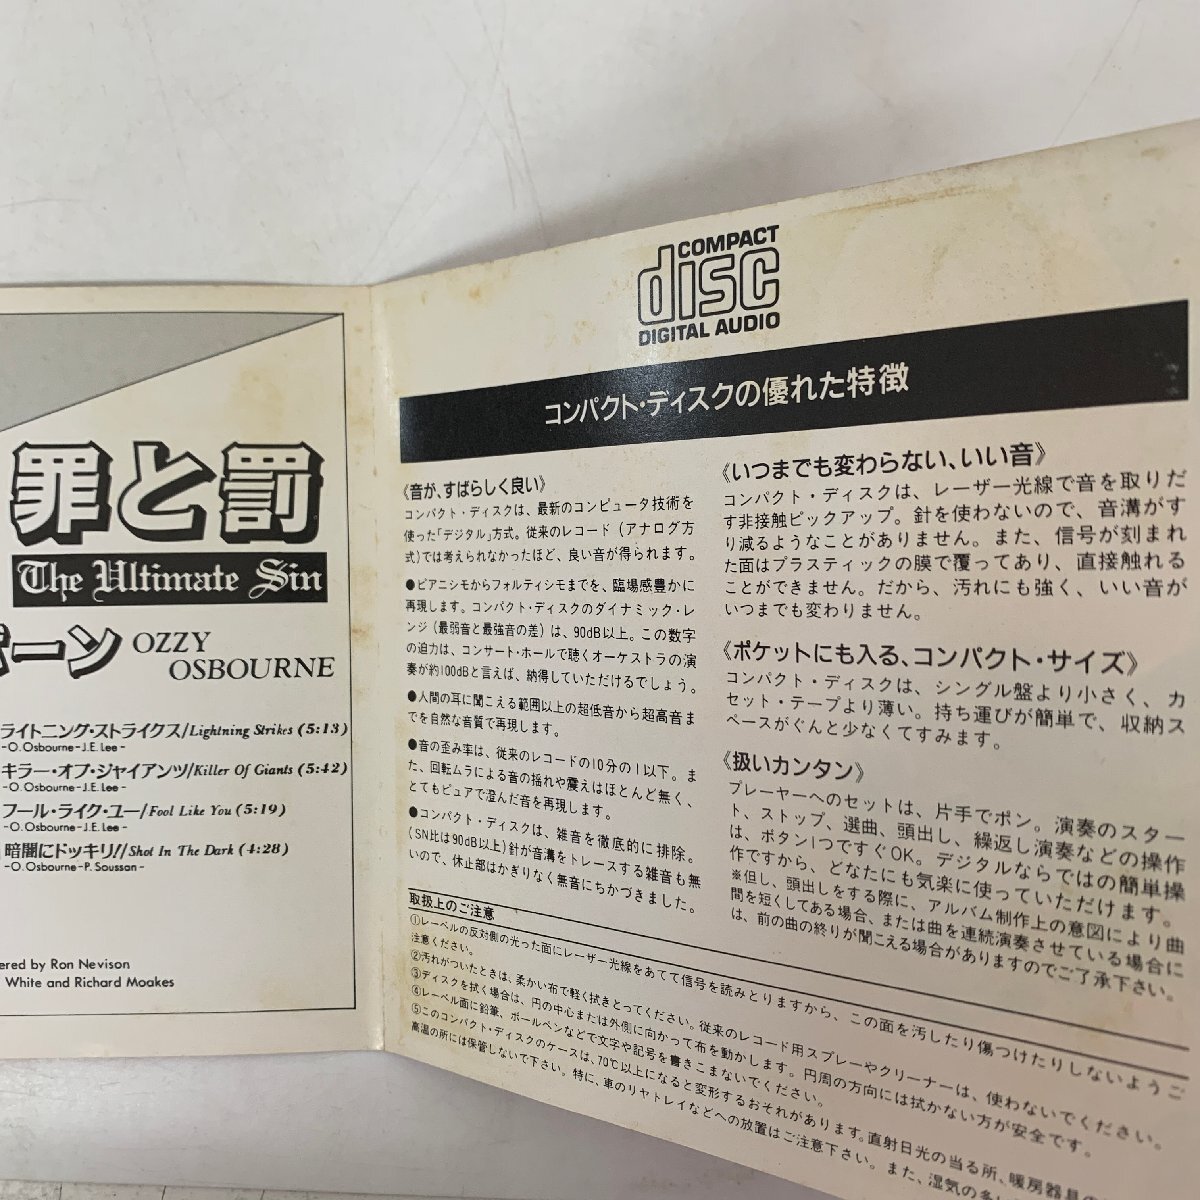 罪と罰
The Ultimate Sin
ボーン OZZY
OSBOURNE
ライトニング・ストライクス/Lightning Strikes (5:13)
-O.Osbourne-J.E.Lee-
キラー・オブ・ジャイアンツ/Killer Of Giants (5:42)
-O.Osbourne-J.E.Lee-
フール・ライク・ユー/Fool Like You (5:19)
-O.Osbourne-J.E.Lee-
暗闇にドッキリ!!/Shot In The Dark (4:28)
-O.Osbourne-P.Soussan-
ered by Ron Nevison
White and Richard Moakes
COMPACT
disc
DIGITAL AUDIO
コンパクト・ディスクの優れた特徴
《音が、すばらしく良い》
コンパクト・ディスクは、最新のコンピュータ技術を
使った「デジタル」方式。従来のレコード(アナログ方
式)では考えられなかったほど、良い音が得られます。
●ピアニシモからフォルティシモまでを、臨場感豊かに
再現します。コンパクト・ディスクのダイナミック・レ
ンジ(最弱音と最強音の差)は、90dB以上。この数字
の迫力は、コンサート・ホールで聴くオーケストラの演
奏が約100dBと言えば、納得していただけるでしょう。
●人間の耳に聞こえる範囲以上の超低音から超高音ま
でを自然な音質で再現します。
●音の歪み率は、従来のレコードの10分の1以下。ま
た、回転ムラによる音の揺れや震えはほとんど無く、
とてもピュアで澄んだ音を再現します。
●コンパクト・ディスクは、雑音を徹底的に排除。
(SN比は90dB以上)針が音溝をトレースする雑音も無
いので、休止部はかぎりなく無音にちかづきました。
《いつまでも変わらない、いい音》
コンパクト・ディスクは、レーザー光線で音を取りだ
す非接触ピックアップ。針を使わないので、音溝がす
り減るようなことがありません。また、信号が刻まれ
た面はプラスティックの膜で覆ってあり、直接触れる
ことができません。だから、汚れにも強く、いい音が
いつまでも変わりません。
《ポケットにも入る、コンパクト・サイズ》
コンパクト・ディスクは、シングル盤より小さく、カ
セット・テープより薄い。持ち運びが簡単で、収納ス
ペースがぐんと少なくてすみます。
《扱いカンタン》
プレーヤーへのセットは、片手でポン。演奏のスター
ト、ストップ、選曲、頭出し、繰返し演奏などの操作
は、ボタン1つですぐOK。デジタルならではの簡単操
作ですから、どなたにも気楽に使っていただけます。
※但し、頭出しをする際に、アルバム制作上の意図により曲
間を短くしてある場合、または曲を連続演奏させている場合に
は、前の曲の終りが聞こえる場合がありますのでご了承下さい。
取扱上のご注意
①レーベルの反対側の光った面にレーザー光線をあてて信号を読みとりますから、この面を汚したり傷つけたりしないようご
注意ください。
②汚れがついたときは、柔かい布で軽く拭きとってください。従来のレコード用スプレーやクリーナーは、使わないでください。
③ディスクを拭く場合は、円の中心または外側に向かって布を動かします。円周の方向には拭かない方が安全です。
④レーベル面に鉛筆、ボールペンなどで文字や記号を書きこまないでください。
⑤このコンパクト・ディスクのケースは、70℃以上になると変形するおそれがあります。直射日光の当る所、暖房器具の
高温の所には保管しないで下さい。特に、車のリヤトレイなどへの放置はご注意下さい。また、湿気の多い